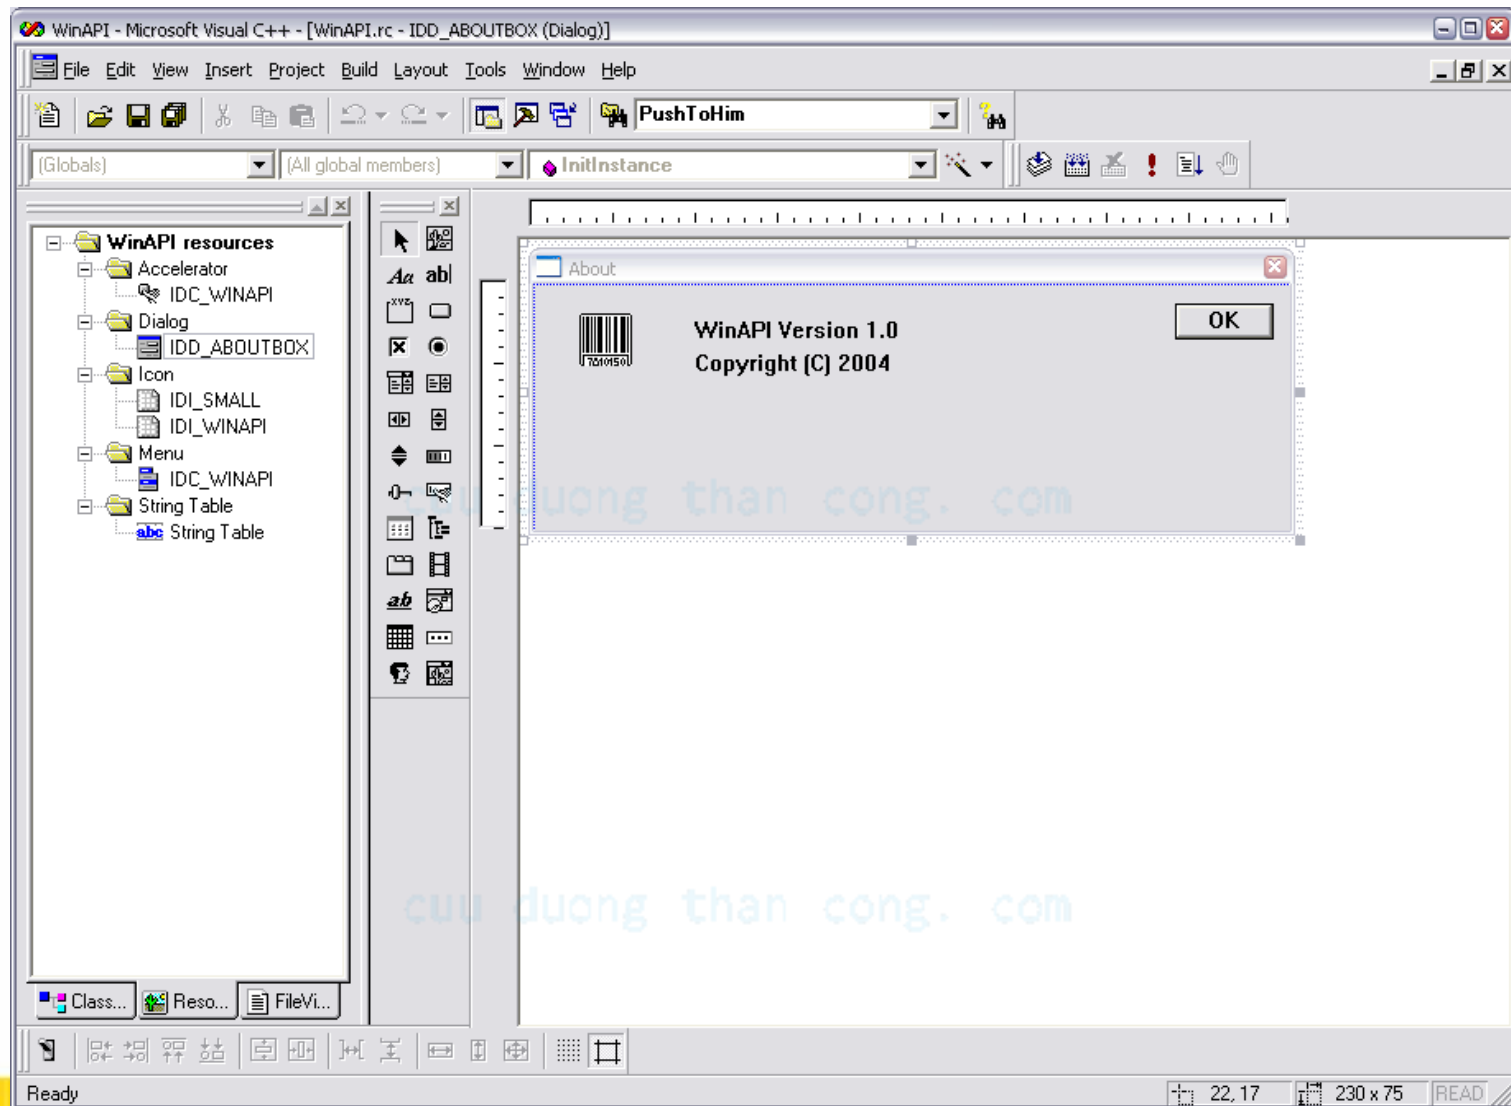 WinAPI - Microsoft Visual C++ - [WinAPI.rc - IDD_ABOUTBOX (Dialog)]
File Edit View Insert Project Build Layout Tools Window Help
PushToHim
(Globals) (All global members) InitInstance
WinAPI resources
Accelerator
IDC_WINAPI
Dialog
IDD_ABOUTBOX
Icon
IDI_SMALL
IDI_WINAPI
Menu
IDC_WINAPI
String Table
abc String Table
Class... Reso... FileVi...
Aa ab|
xyz
ab
About
WinAPI Version 1.0
Copyright (C) 2004
OK
cuu duong than cong. com
cuu duong than cong. com
Ready 22, 17 230 x 75 READ